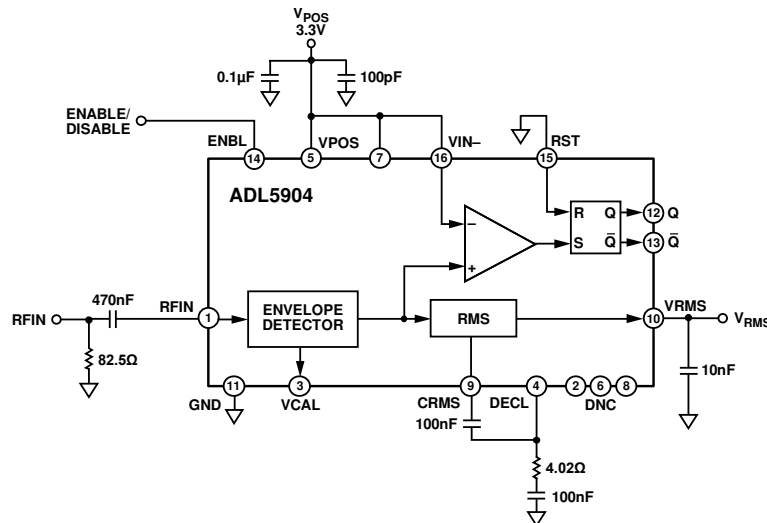 V_POS
3.3V
0.1µF
100pF
ENABLE/
DISABLE
ENBL
VPOS
VIN–
RST
14
5
7
16
15
ADL5904
R
Q
S
Q̅
12
Q
13
Q̅
–
+
470nF
RFIN
RFIN
1
ENVELOPE
DETECTOR
RMS
VRMS
10
V_RMS
82.5Ω
10nF
11
3
9
4
2
6
8
GND
VCAL
CRMS
DECL
DNC
100nF
4.02Ω
100nF